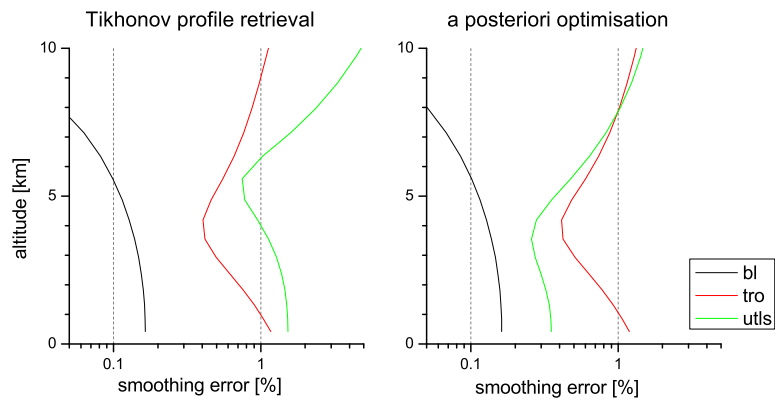 Tikhonov profile retrieval
a posteriori optimisation
altitude [km]
10
5
0
0.1
1
smoothing error [%]
10
5
0
0.1
1
smoothing error [%]
bl
tro
utls